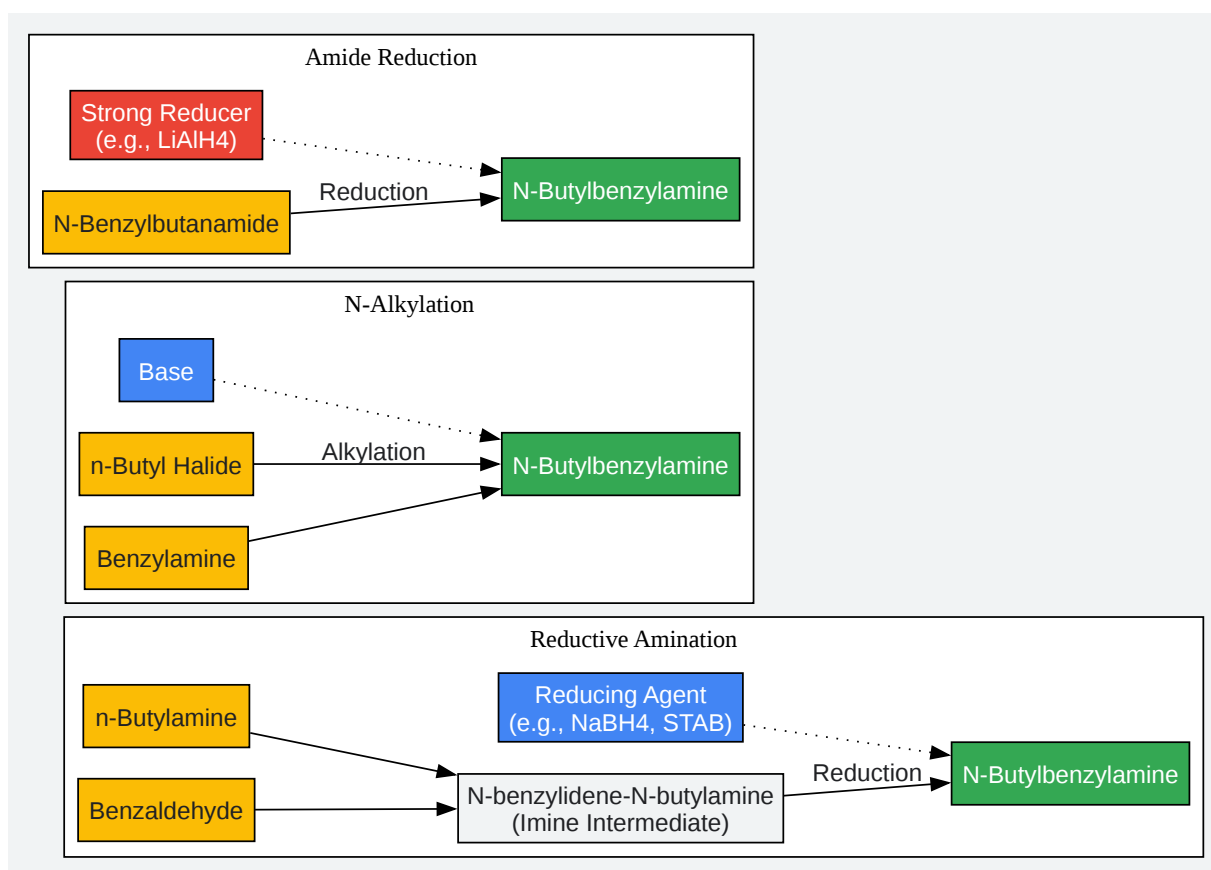 Amide Reduction
Strong Reducer
(e.g., LiAlH4)
Reduction
N-Butylbenzylamine
N-Benzylbutanamide
N-Alkylation
Base
n-Butyl Halide
Alkylation
N-Butylbenzylamine
Benzylamine
Reductive Amination
n-Butylamine
Reducing Agent
(e.g., NaBH4, STAB)
Benzaldehyde
N-benzylidene-N-butylamine
(Imine Intermediate)
Reduction
N-Butylbenzylamine